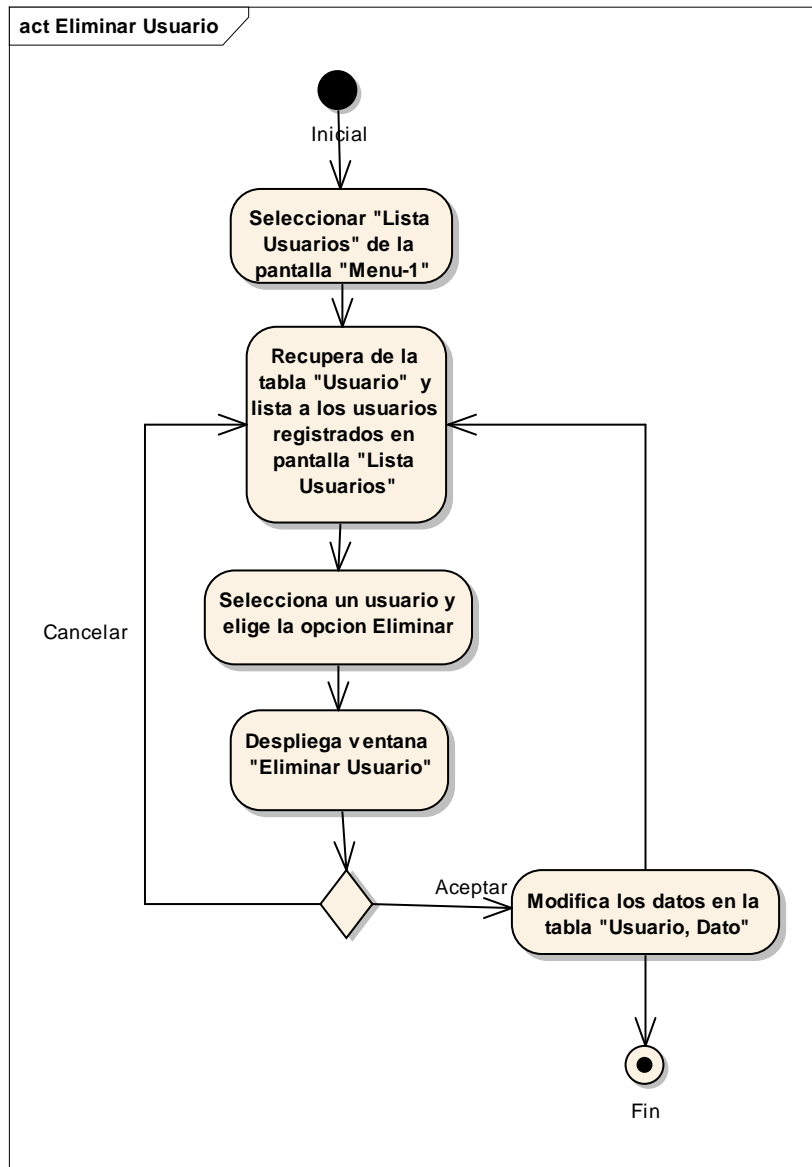 act Eliminar Usuario
Inicial
Seleccionar "Lista
Usuarios" de la
pantalla "Menu-1"
Recupera de la
tabla "Usuario" y
lista a los usuarios
registrados en
pantalla "Lista
Usuarios"
Selecciona un usuario y
elige la opcion Eliminar
Cancelar
Despliega ventana
"Eliminar Usuario"
Aceptar
Modifica los datos en la
tabla "Usuario, Dato"
Fin